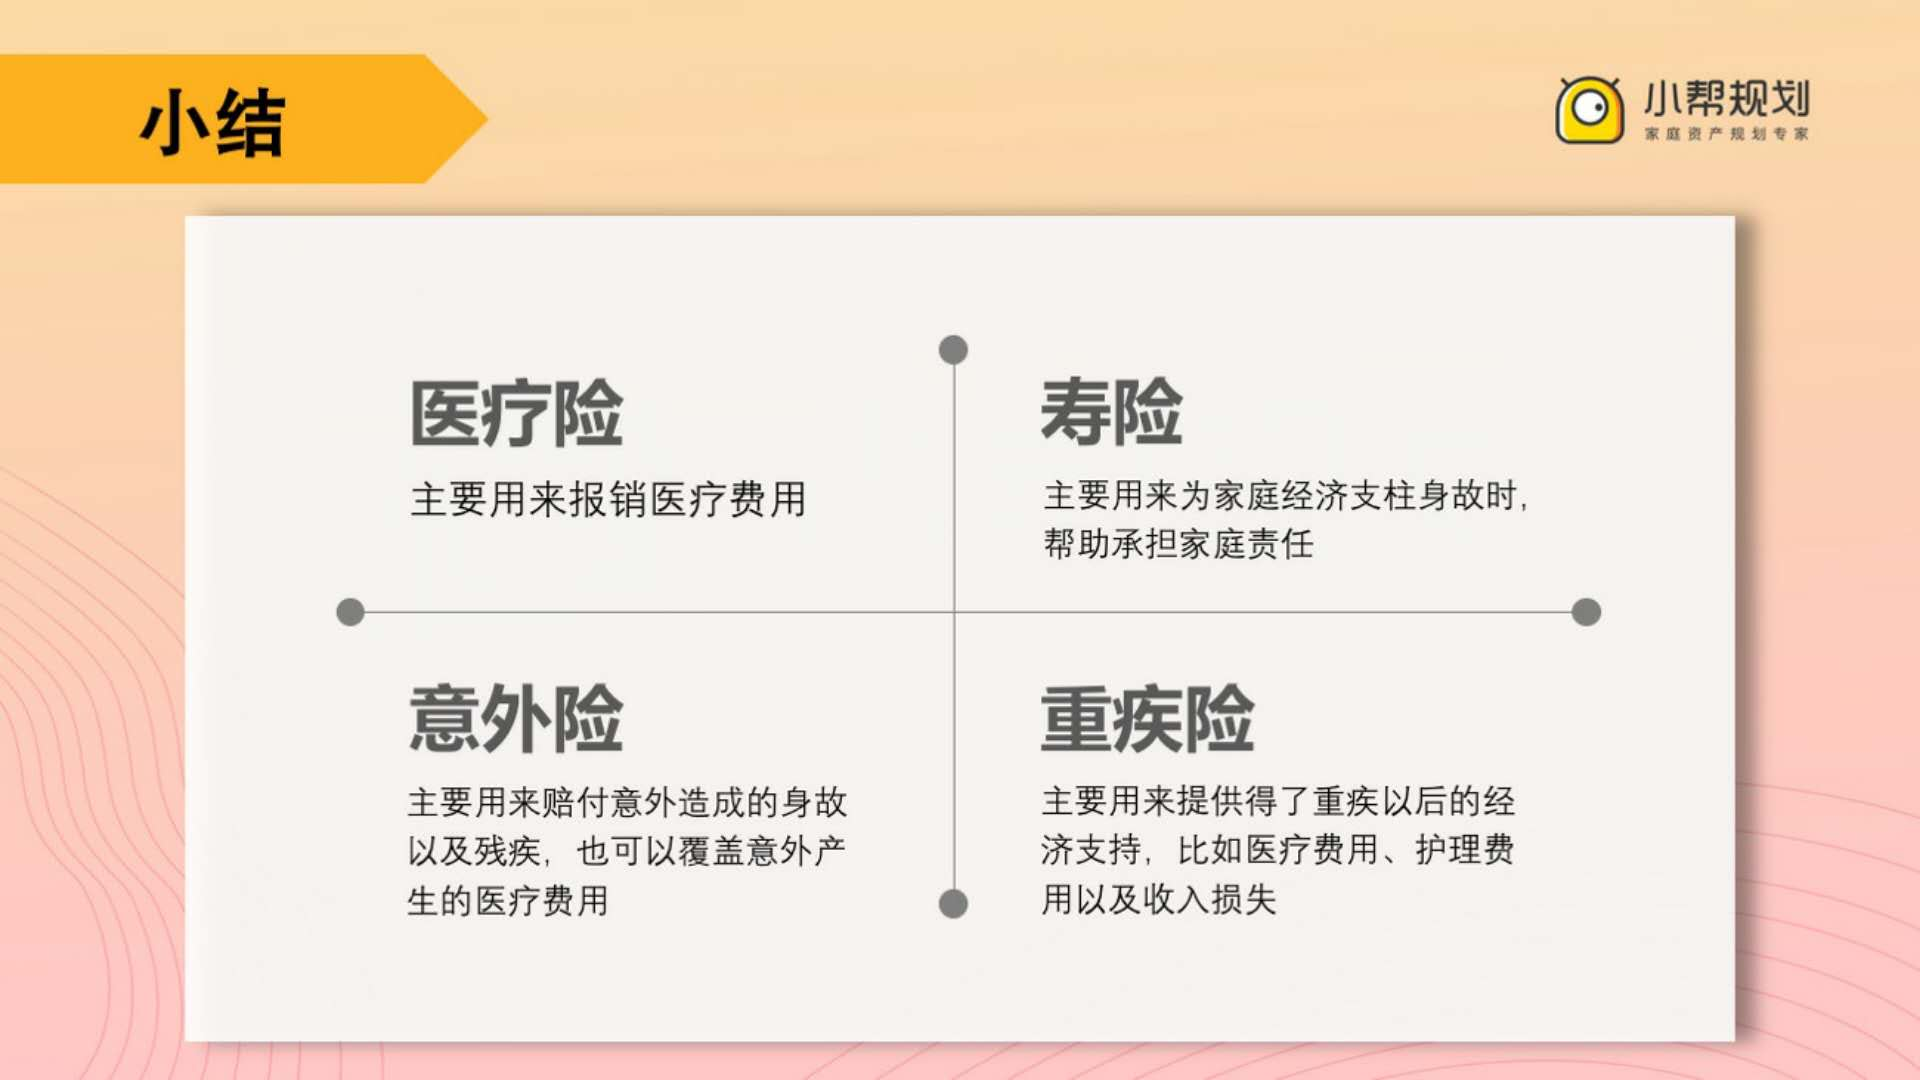 小结
小帮规划
家庭资产规划专家
医疗险
主要用来报销医疗费用
寿险
主要用来为家庭经济支柱身故时，
帮助承担家庭责任
意外险
主要用来赔付意外造成的身故
以及残疾，也可以覆盖意外产
生的医疗费用
重疾险
主要用来提供得了重疾以后的经
济支持，比如医疗费用、护理费
用以及收入损失